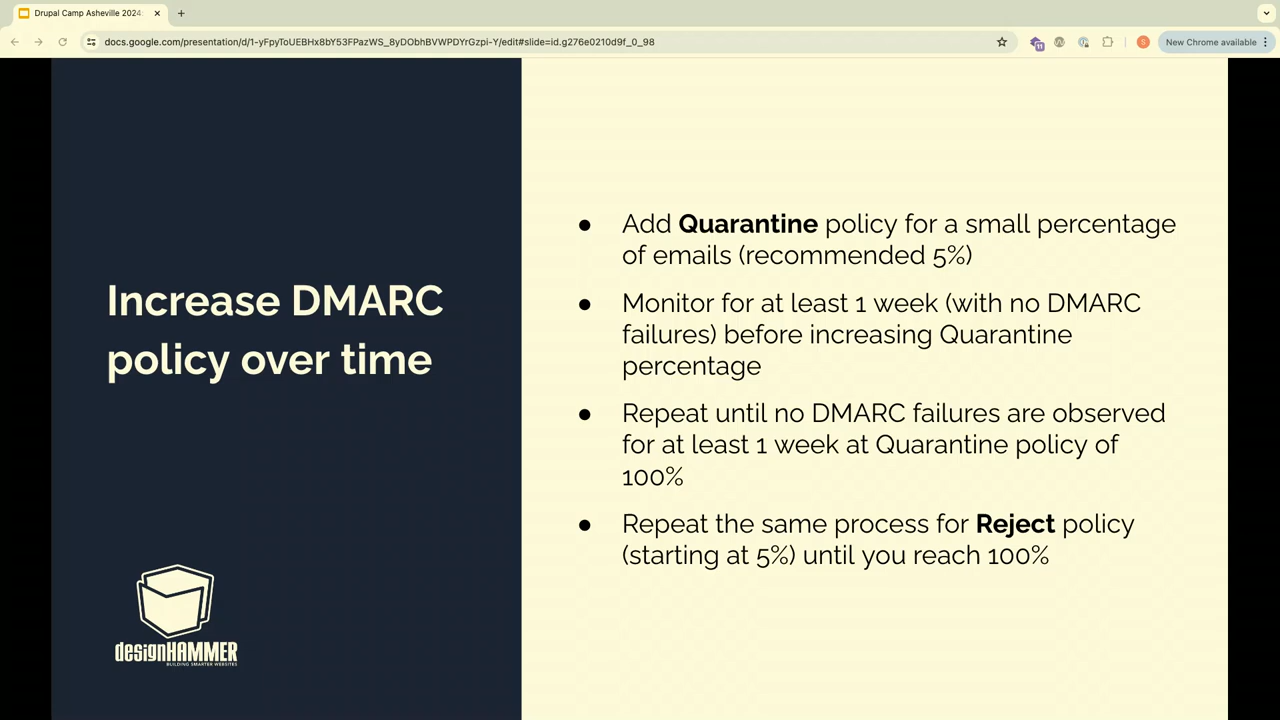 Drupal Camp Asheville 2024:
docs.google.com/presentation/d/1-yFpyToUEBHx8bY53FPazWS_8yDObhBVWPDYrGzpi-Y/edit#slide=id.g276e0210d9f_0_98
11
S
New Chrome available
Increase DMARC
policy over time
● Add Quarantine policy for a small percentage
of emails (recommended 5%)
● Monitor for at least 1 week (with no DMARC
failures) before increasing Quarantine
percentage
● Repeat until no DMARC failures are observed
for at least 1 week at Quarantine policy of
100%
● Repeat the same process for Reject policy
(starting at 5%) until you reach 100%
designHAMMER
BUILDING SMARTER WEBSITES